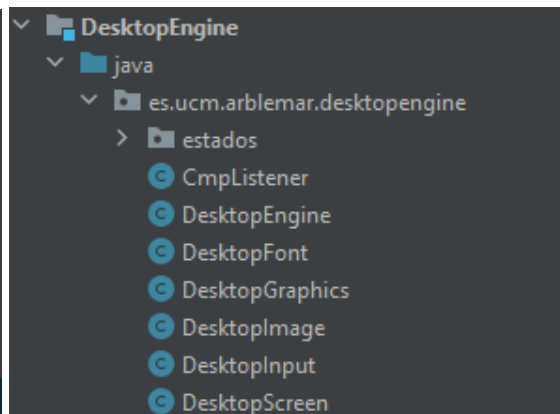 DesktopEngine
java
es.ucm.arblemar.desktopengine
estados
C CmpListener
C DesktopEngine
C DesktopFont
C DesktopGraphics
C DesktopImage
C DesktopInput
C DesktopScreen